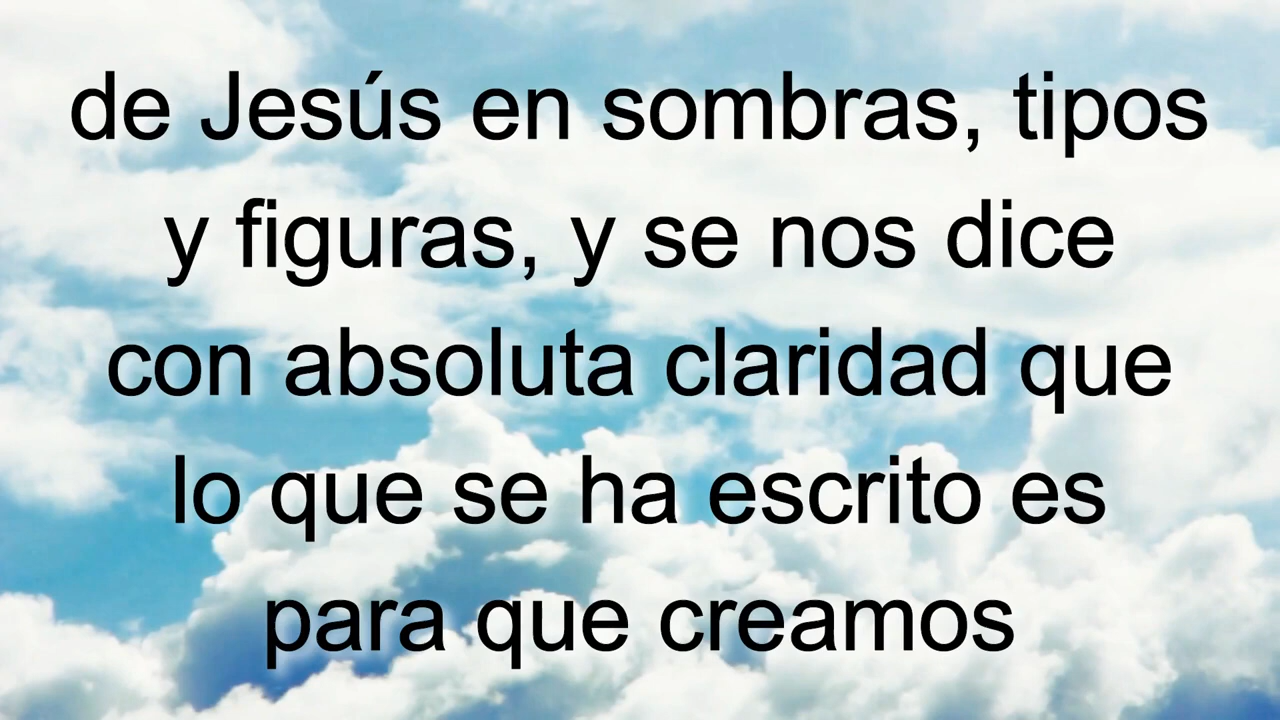 de Jesús en sombras, tipos
y figuras, y se nos dice
con absoluta claridad que
lo que se ha escrito es
para que creamos